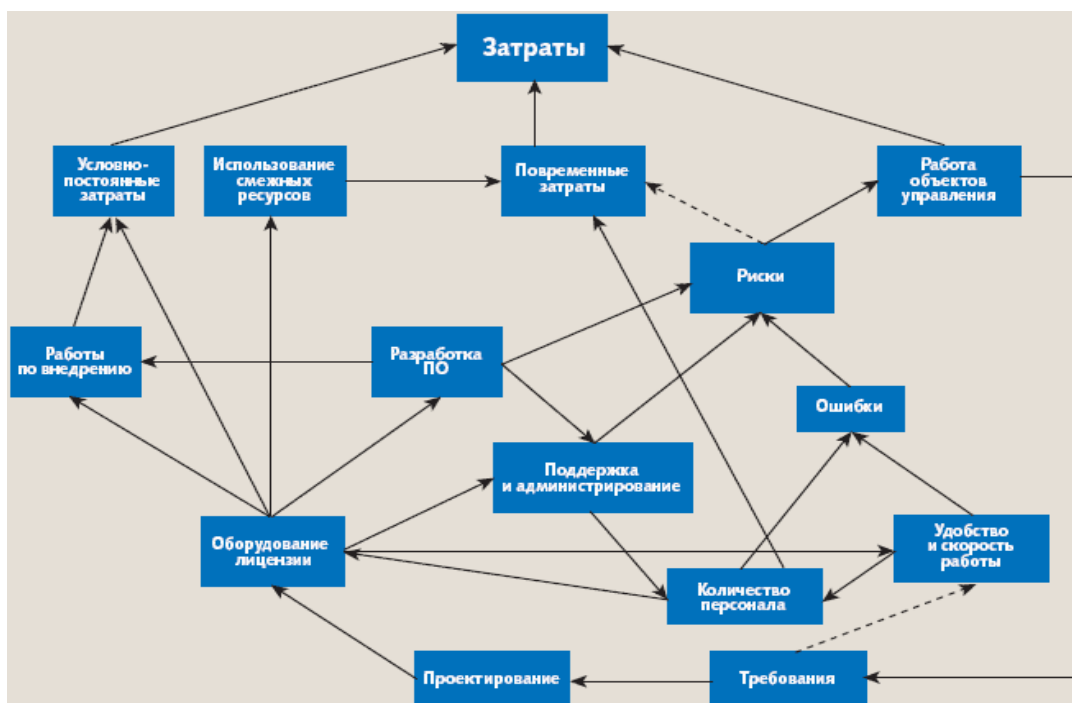 Затраты
Условно-
постоянные
затраты
Использование
смежных
ресурсов
Повременные
затраты
Работа
объектов
управления
Риски
Работы
по внедрению
Разработка
ПО
Ошибки
Поддержка
и администрирование
Оборудование
лицензии
Удобство
и скорость
работы
Количество
персонала
Проектирование
Требования